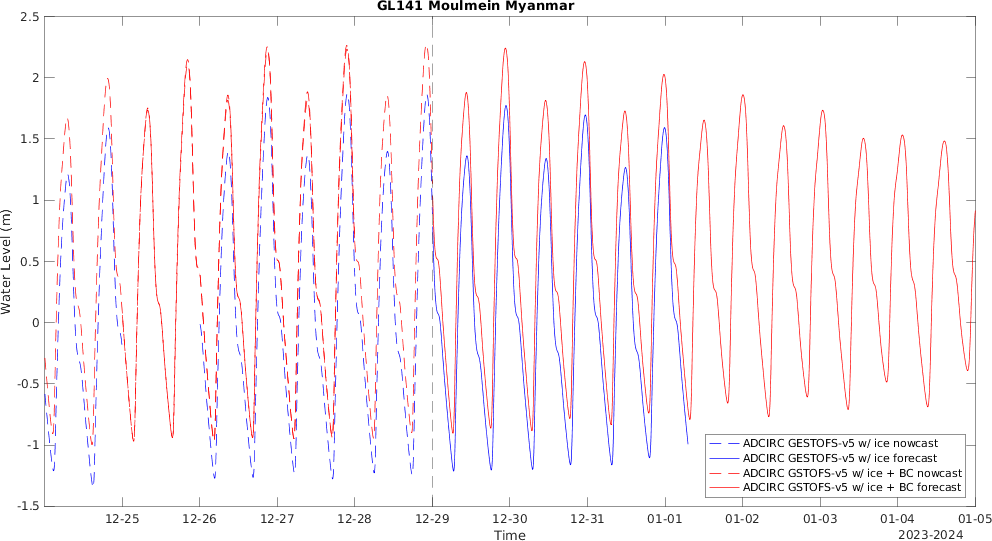 GL141 Moulmein Myanmar
2.5
2
1.5
1
0.5
0
-0.5
-1
-1.5
Water Level (m)
12-25 12-26 12-27 12-28 12-29 12-30 12-31 01-01 01-02 01-03 01-04 01-05
Time
2023-2024
ADCIRC GESTOFS-v5 w/ ice nowcast
ADCIRC GESTOFS-v5 w/ ice forecast
ADCIRC GSTOFS-v5 w/ ice + BC nowcast
ADCIRC GSTOFS-v5 w/ ice + BC forecast